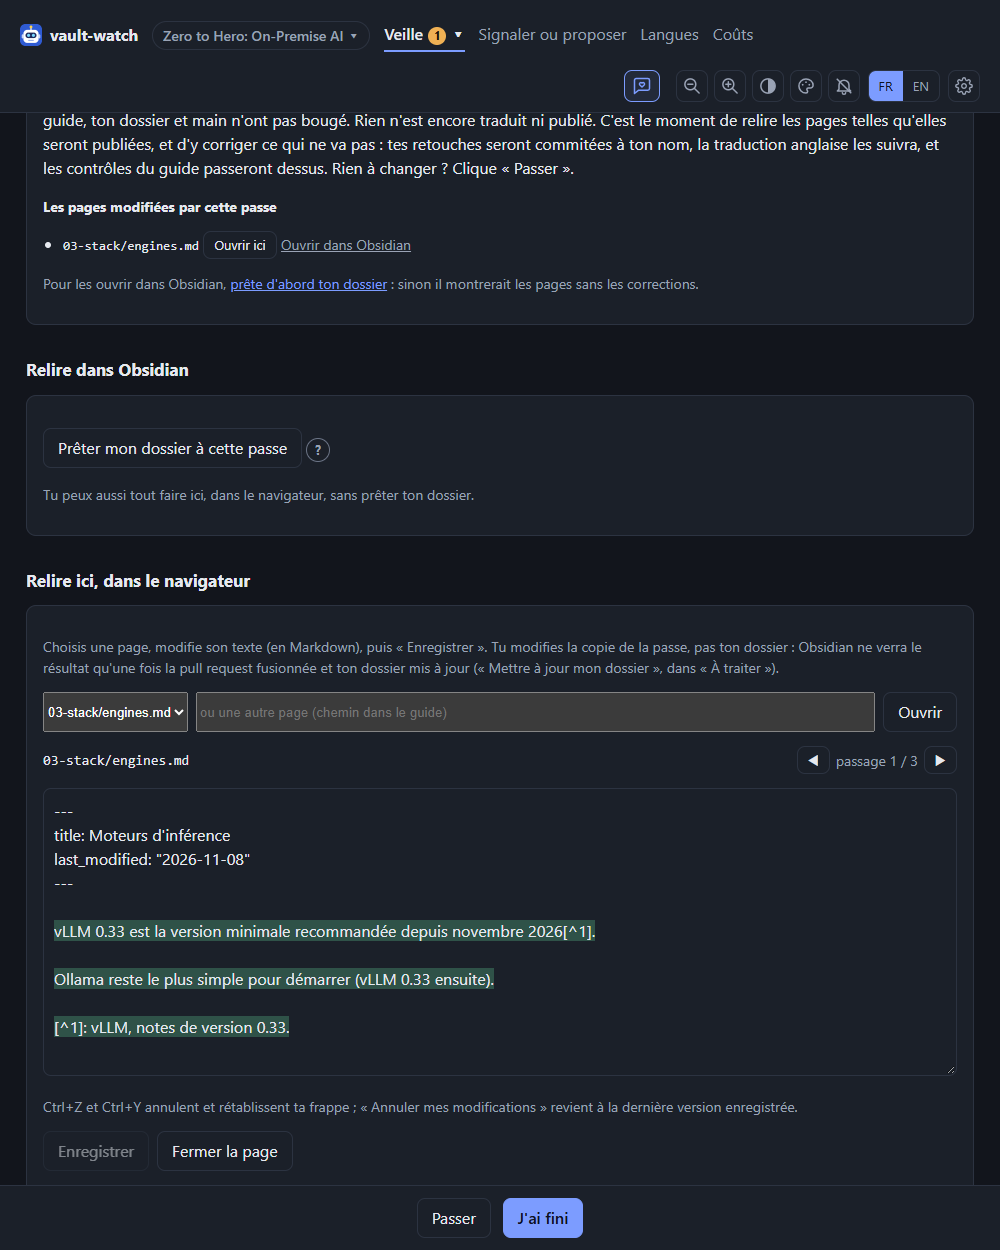 vault-watch
Zero to Hero: On-Premise AI
Veille 1
Signaler ou proposer
Langues
Coûts
FR
EN
guide, ton dossier et main n'ont pas bougé. Rien n'est encore traduit ni publié. C'est le moment de relire les pages telles qu'elles
seront publiées, et d'y corriger ce qui ne va pas : tes retouches seront commitées à ton nom, la traduction anglaise les suivra, et
les contrôles du guide passeront dessus. Rien à changer ? Clique « Passer ».
Les pages modifiées par cette passe
03-stack/engines.md Ouvrir ici Ouvrir dans Obsidian
Pour les ouvrir dans Obsidian, prête d'abord ton dossier : sinon il montrerait les pages sans les corrections.
Relire dans Obsidian
Prêter mon dossier à cette passe ?
Tu peux aussi tout faire ici, dans le navigateur, sans prêter ton dossier.
Relire ici, dans le navigateur
Choisis une page, modifie son texte (en Markdown), puis « Enregistrer ». Tu modifies la copie de la passe, pas ton dossier : Obsidian ne verra le
résultat qu'une fois la pull request fusionnée et ton dossier mis à jour (« Mettre à jour mon dossier », dans « À traiter »).
03-stack/engines.md
ou une autre page (chemin dans le guide)
Ouvrir
03-stack/engines.md
passage 1 / 3
---
title: Moteurs d'inférence
last_modified: "2026-11-08"
---
vLLM 0.33 est la version minimale recommandée depuis novembre 2026[^1].
Ollama reste le plus simple pour démarrer (vLLM 0.33 ensuite).
[^1]: vLLM, notes de version 0.33.
Ctrl+Z et Ctrl+Y annulent et rétablissent ta frappe ; « Annuler mes modifications » revient à la dernière version enregistrée.
Enregistrer
Fermer la page
Passer
J'ai fini